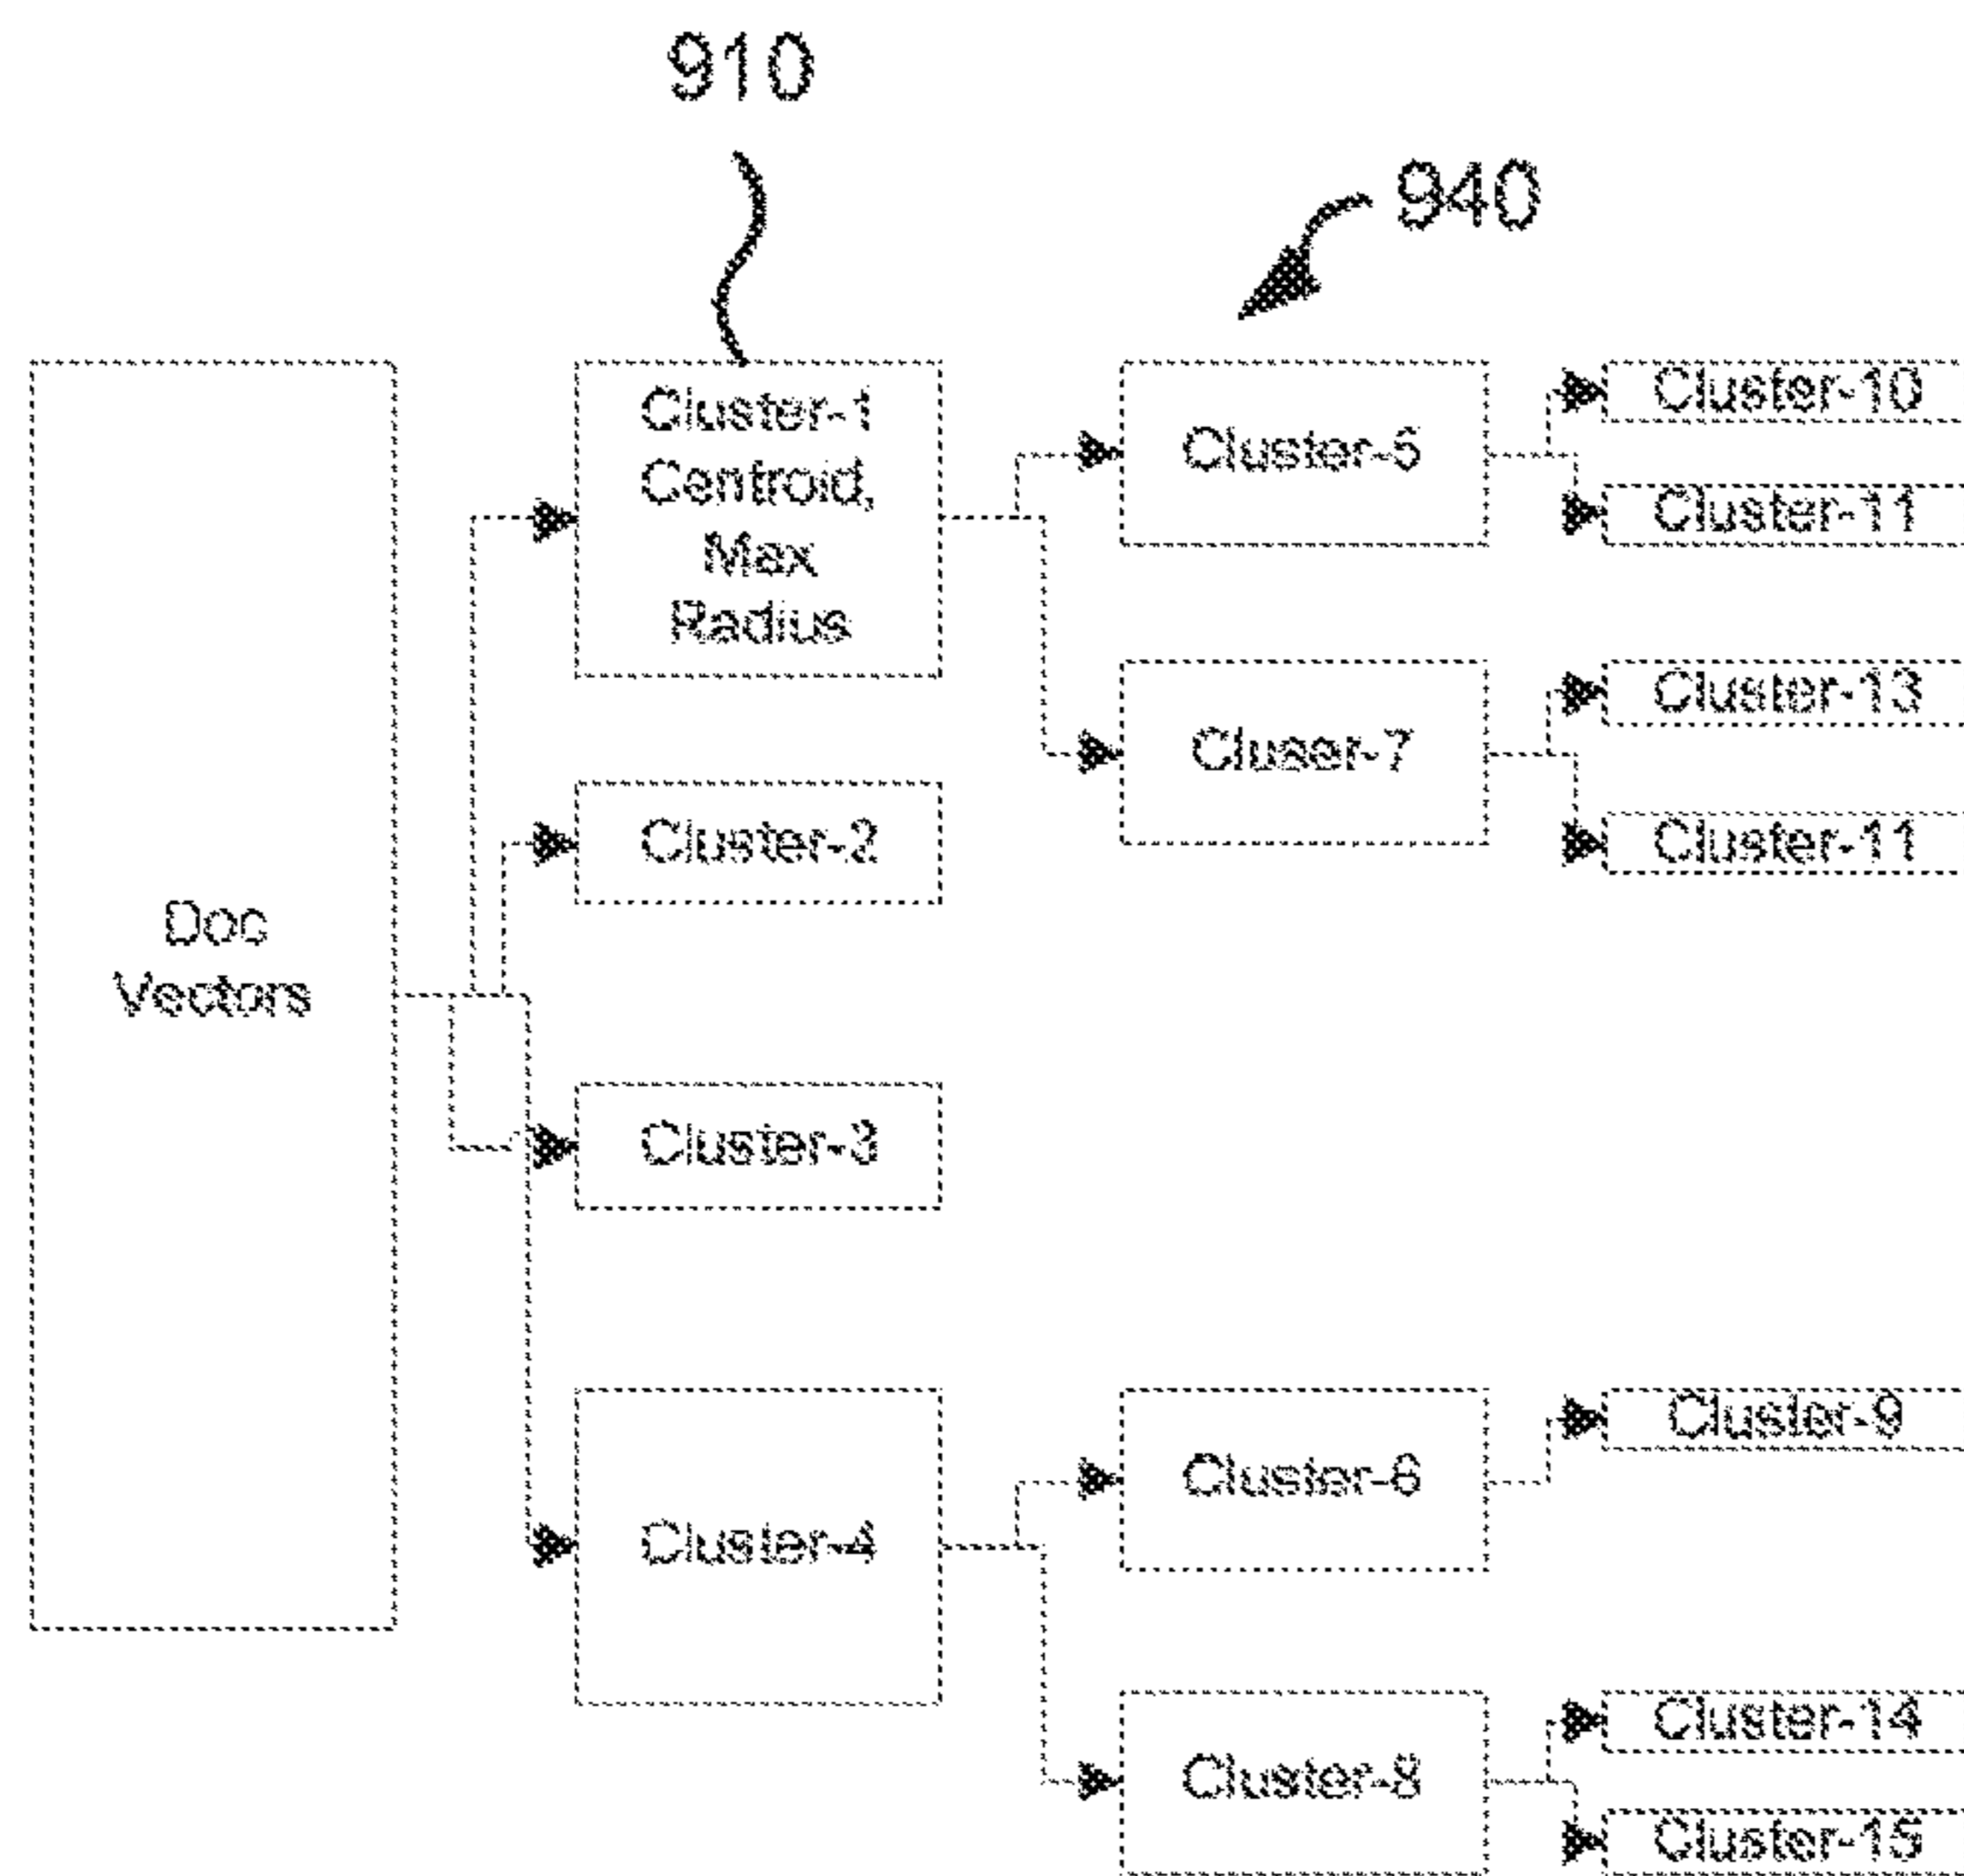 910
940
Doc
Vectors
Cluster-1
Centroid,
Max
Radius
Cluster-2
Cluster-3
Cluster-4
Cluster-5
Cluser-7
Cluster-6
Cluster-8
Cluster-10
Cluster-11
Cluster-13
Cluster-11
Cluster-9
Cluster-14
Cluster-15